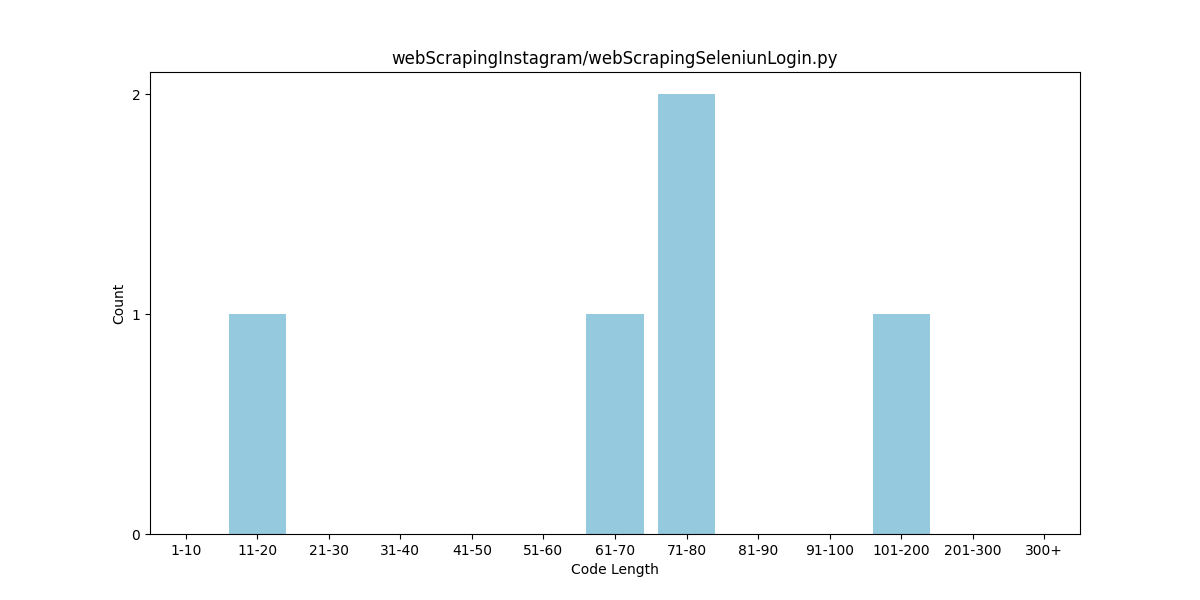 webScrapingInstagram/webScrapingSeleniunLogin.py
2
1
0
Count
1-10 11-20 21-30 31-40 41-50 51-60 61-70 71-80 81-90 91-100 101-200 201-300 300+
Code Length